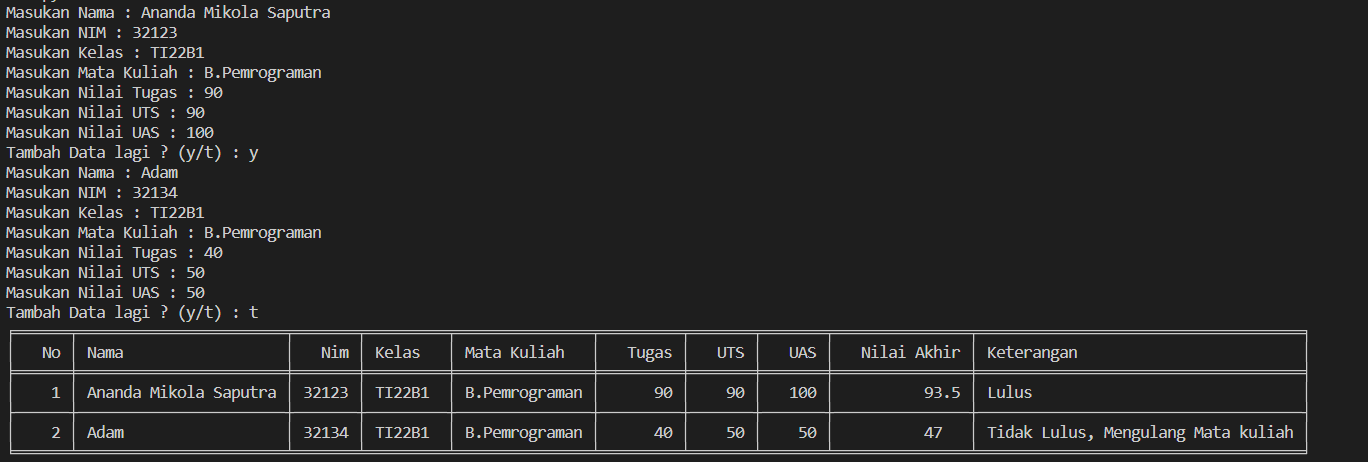 Masukan Nama : Ananda Mikola Saputra
Masukan NIM : 32123
Masukan Kelas : TI22B1
Masukan Mata Kuliah : B.Pemrograman
Masukan Nilai Tugas : 90
Masukan Nilai UTS : 90
Masukan Nilai UAS : 100
Tambah Data lagi ? (y/t) : y
Masukan Nama : Adam
Masukan NIM : 32134
Masukan Kelas : TI22B1
Masukan Mata Kuliah : B.Pemrograman
Masukan Nilai Tugas : 40
Masukan Nilai UTS : 50
Masukan Nilai UAS : 50
Tambah Data lagi ? (y/t) : t
No Nama Nim Kelas Mata Kuliah Tugas UTS UAS Nilai Akhir Keterangan
1 Ananda Mikola Saputra 32123 TI22B1 B.Pemrograman 90 90 100 93.5 Lulus
2 Adam 32134 TI22B1 B.Pemrograman 40 50 50 47 Tidak Lulus, Mengulang Mata kuliah